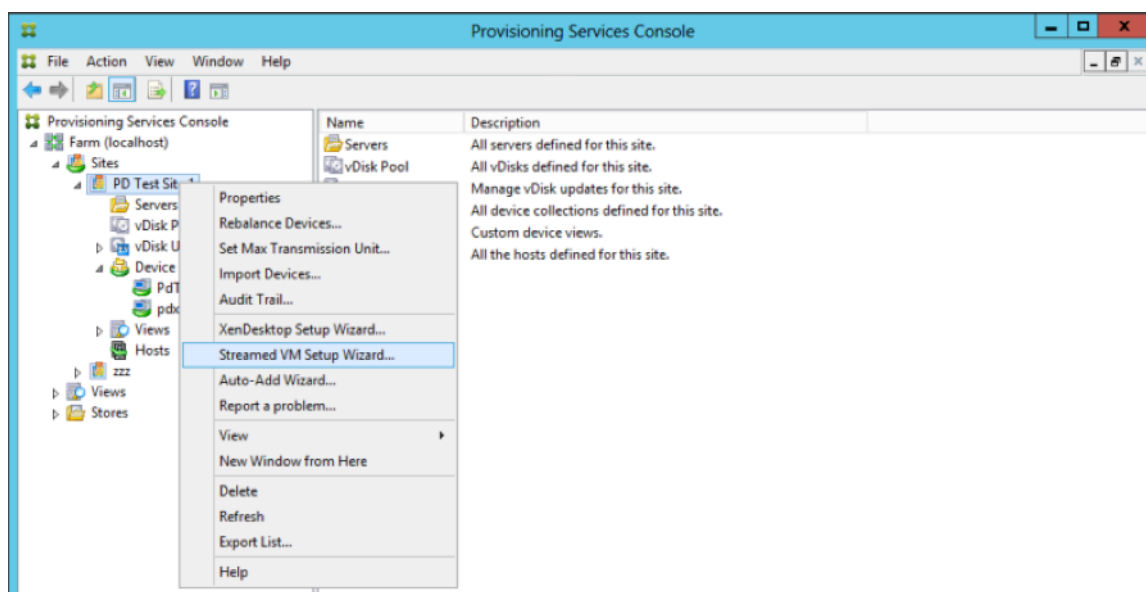 Provisioning Services Console
File Action View Window Help
Provisioning Services Console
Farm (localhost)
Sites
PD Test Sit
Servers
vDisk P
vDisk U
Device
PdT
pdx
Views
Hosts
zzz
Views
Stores
Name Description
Servers All servers defined for this site.
vDisk Pool All vDisks defined for this site.
Manage vDisk updates for this site.
All device collections defined for this site.
Custom device views.
All the hosts defined for this site.
Properties
Rebalance Devices...
Set Max Transmission Unit...
Import Devices...
Audit Trail...
XenDesktop Setup Wizard...
Streamed VM Setup Wizard...
Auto-Add Wizard...
Report a problem...
View
New Window from Here
Delete
Refresh
Export List...
Help